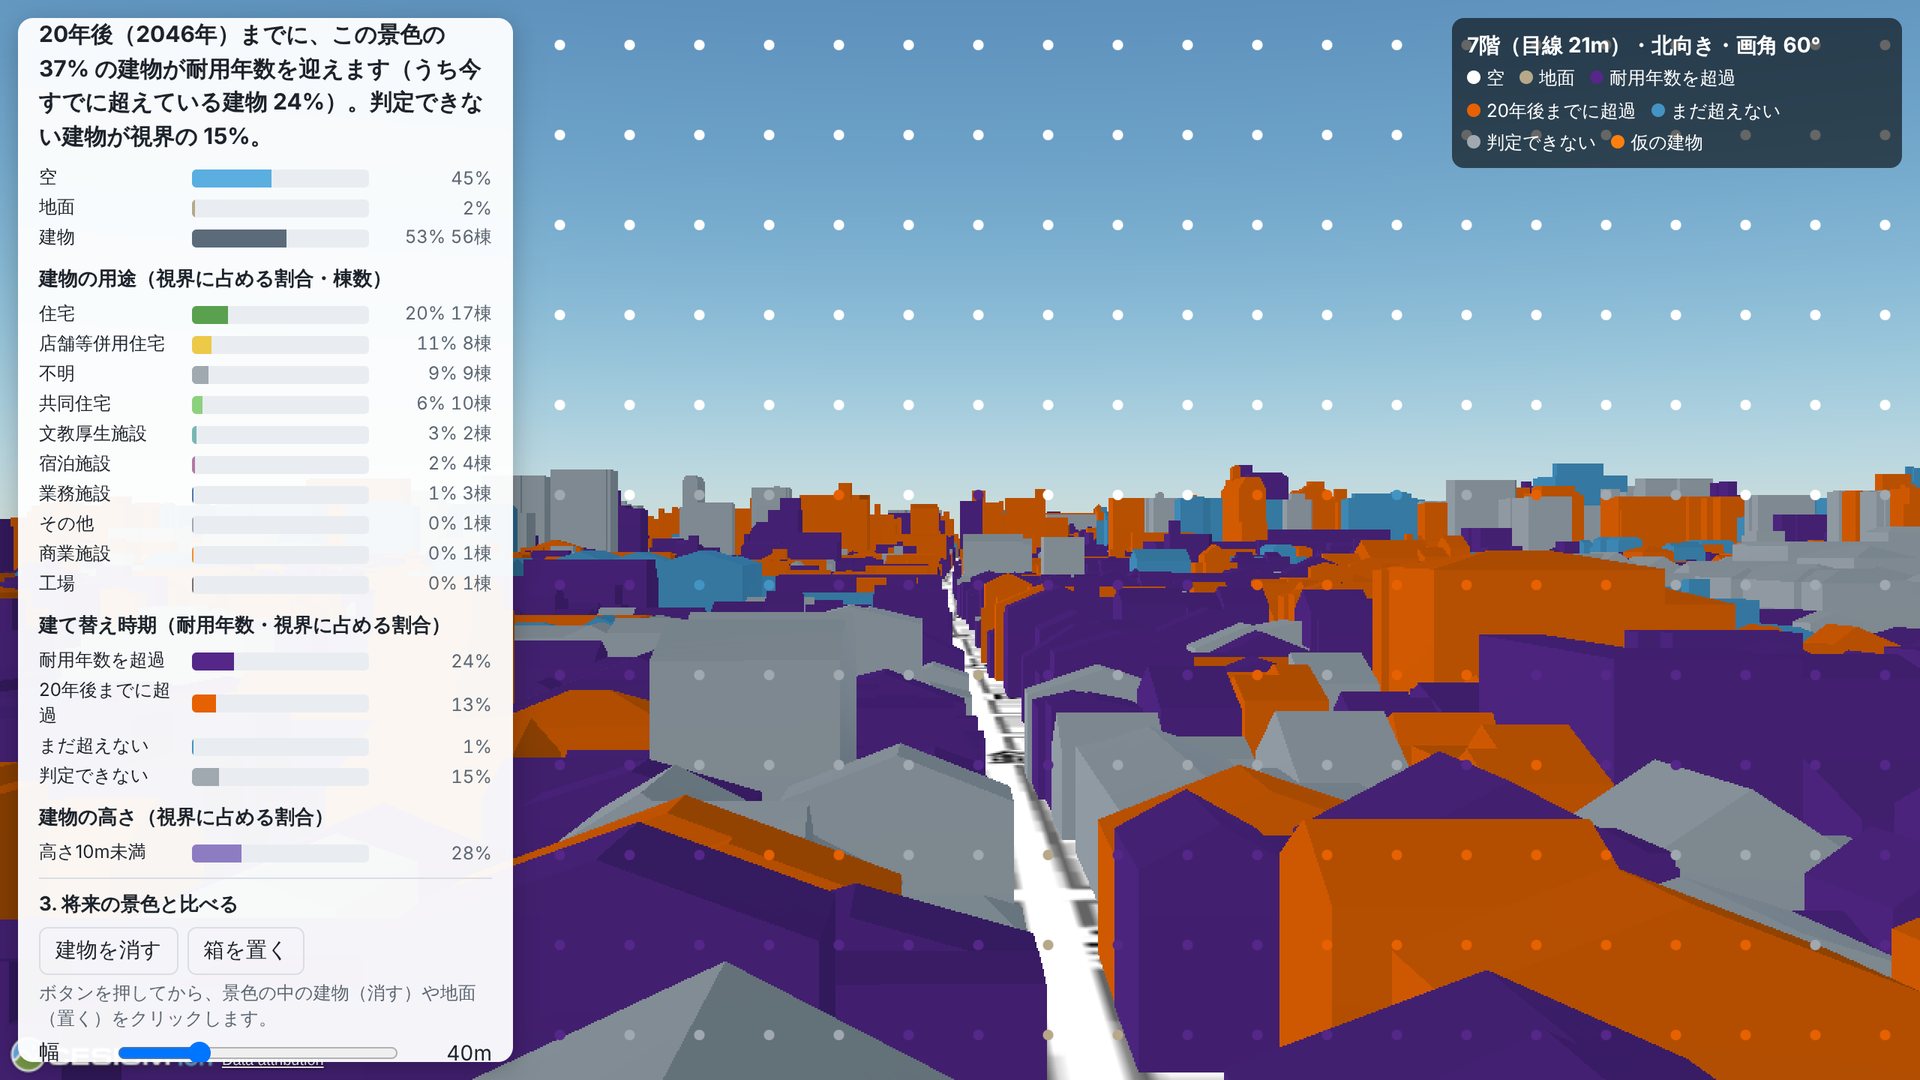 20年後（2046年）までに、この景色の
37% の建物が耐用年数を迎えます（うち今
すでに超えている建物 24%）。判定できな
い建物が視界の 15%。
空 45%
地面 2%
建物 53% 56棟
建物の用途（視界に占める割合・棟数）
住宅 20% 17棟
店舗等併用住宅 11% 8棟
不明 9% 9棟
共同住宅 6% 10棟
文教厚生施設 3% 2棟
宿泊施設 2% 4棟
業務施設 1% 3棟
その他 0% 1棟
商業施設 0% 1棟
工場 0% 1棟
建て替え時期（耐用年数・視界に占める割合）
耐用年数を超過 24%
20年後までに超
過 13%
まだ超えない 1%
判定できない 15%
建物の高さ（視界に占める割合）
高さ10m未満 28%
3. 将来の景色と比べる
建物を消す 箱を置く
ボタンを押してから、景色の中の建物（消す）や地面
（置く）をクリックします。
幅 40m
Data attribution
7階（目線 21m）・北向き・画角 60°
空 地面 耐用年数を超過
20年後までに超過 まだ超えない
判定できない 仮の建物